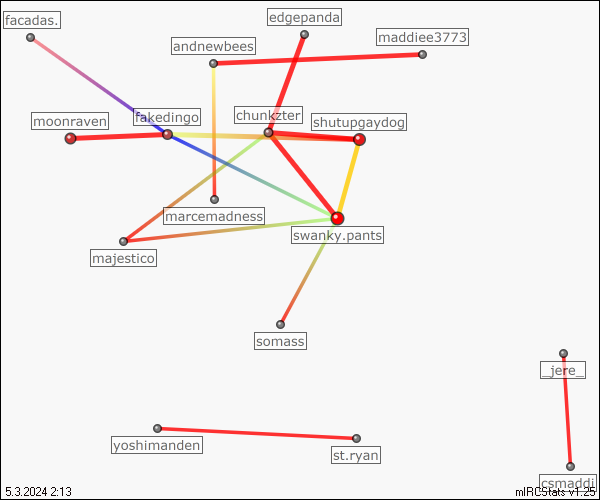 edgepanda
facadas.
maddiee3773
andnewbees
chunkzter
fakedingo
moonraven
shutupgaydog
marcemadness
swanky.pants
majestico
somass
_jere_
yoshimanden
st.ryan
csmaddi
5.3.2024 2:13
mIRCStats v1.25